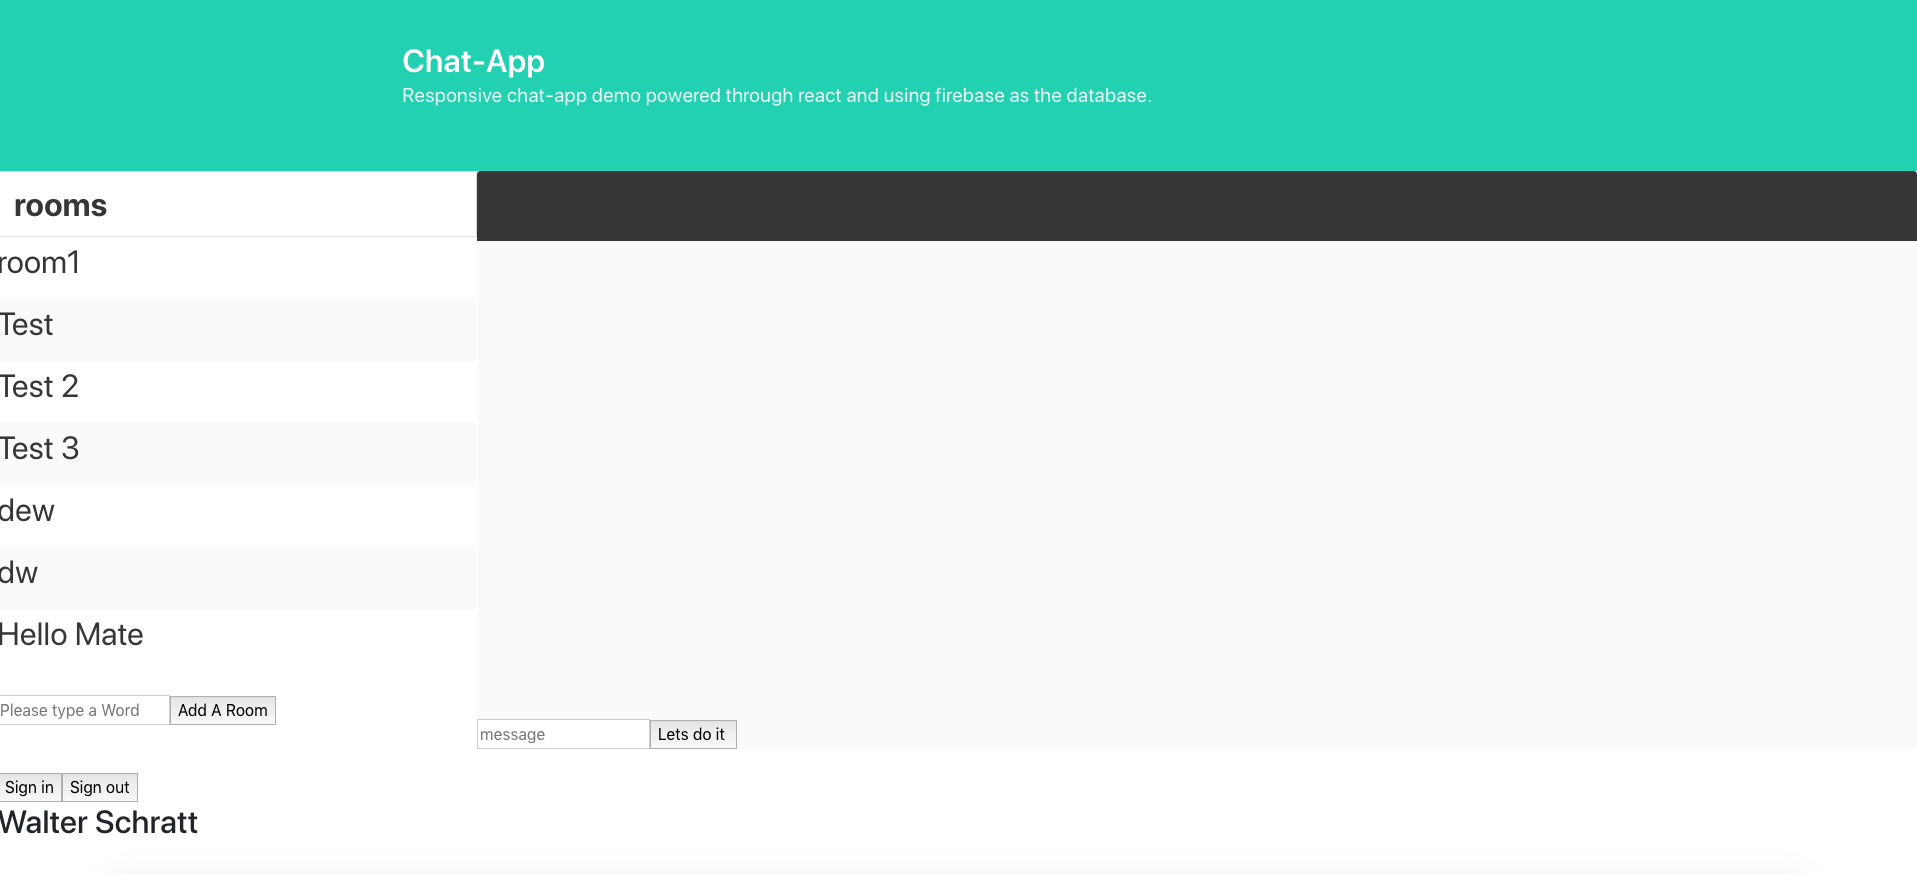 Chat-App
Responsive chat-app demo powered through react and using firebase as the database.
rooms
room1
Test
Test 2
Test 3
dew
dw
Hello Mate
Please type a Word Add A Room
message Lets do it
Sign in Sign out
Walter Schratt